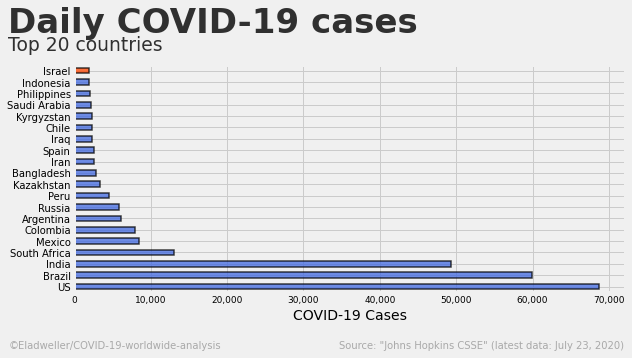 Daily COVID-19 cases
Top 20 countries
Israel
Indonesia
Philippines
Saudi Arabia
Kyrgyzstan
Chile
Iraq
Spain
Iran
Bangladesh
Kazakhstan
Peru
Russia
Argentina
Colombia
Mexico
South Africa
India
Brazil
US
0 10,000 20,000 30,000 40,000 50,000 60,000 70,000
COVID-19 Cases
©Eladweller/COVID-19-worldwide-analysis Source: "Johns Hopkins CSSE" (latest data: July 23, 2020)